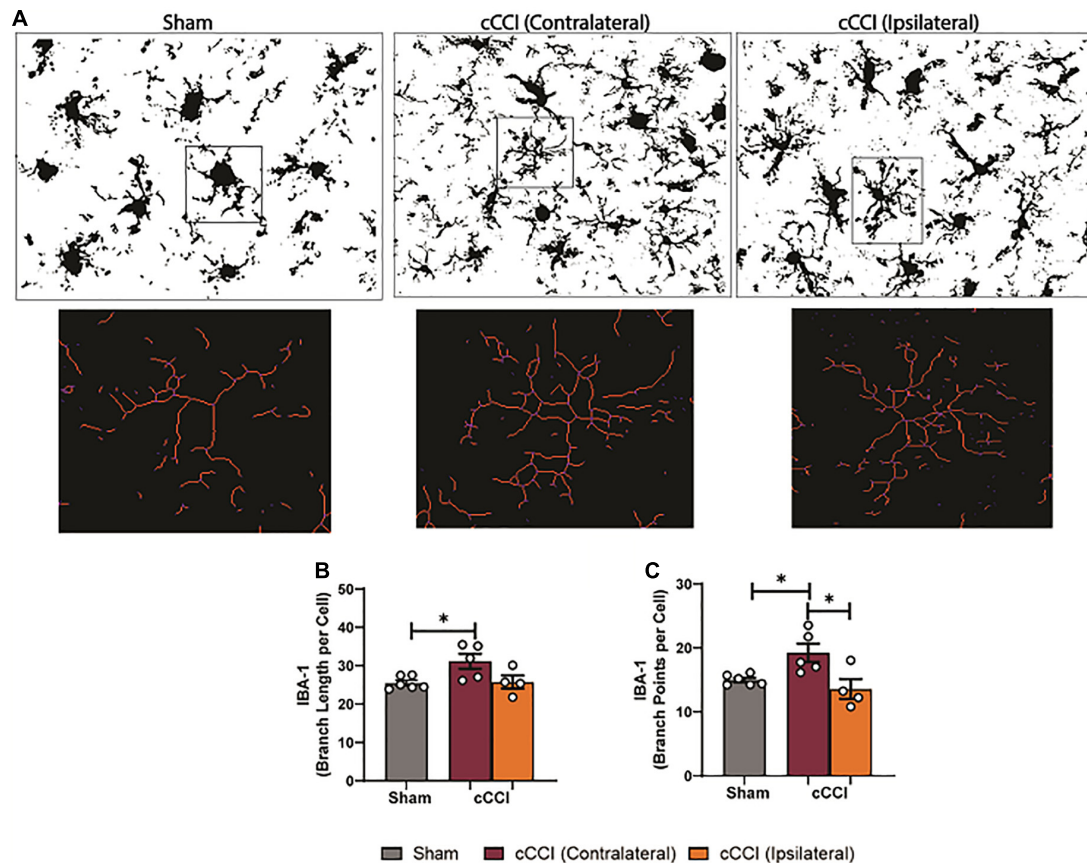 A
Sham
cCCI (Contralateral)
cCCI (Ipsilateral)
B
IBA-1
(Branch Length per Cell)
50
40
30
20
10
0
*
Sham
cCCI
C
IBA-1
(Branch Points per Cell)
30
20
10
0
*
*
Sham
cCCI
Sham
cCCI (Contralateral)
cCCI (Ipsilateral)